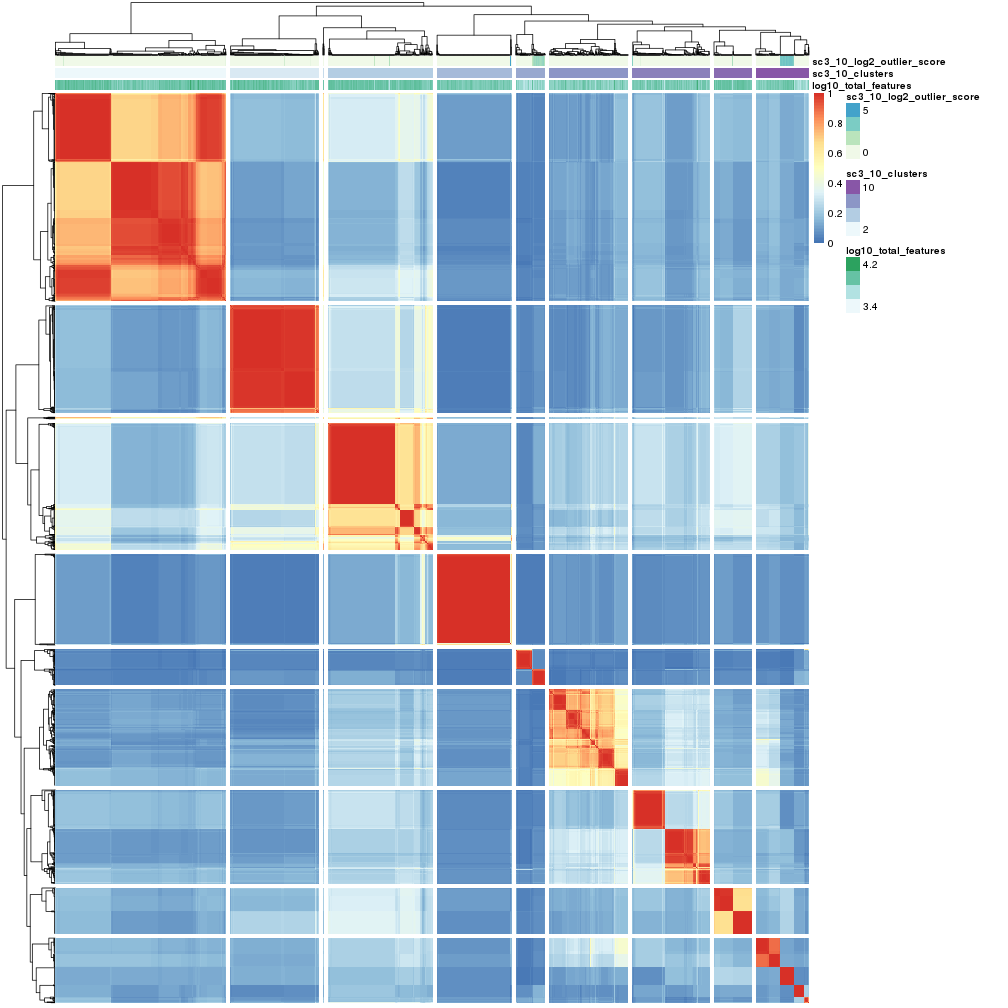 sc3_10_log2_outlier_score
sc3_10_clusters
log10_total_features
1
0.8
0.6
0.4
0.2
0
sc3_10_log2_outlier_score
5
0
sc3_10_clusters
10
2
log10_total_features
4.2
3.4